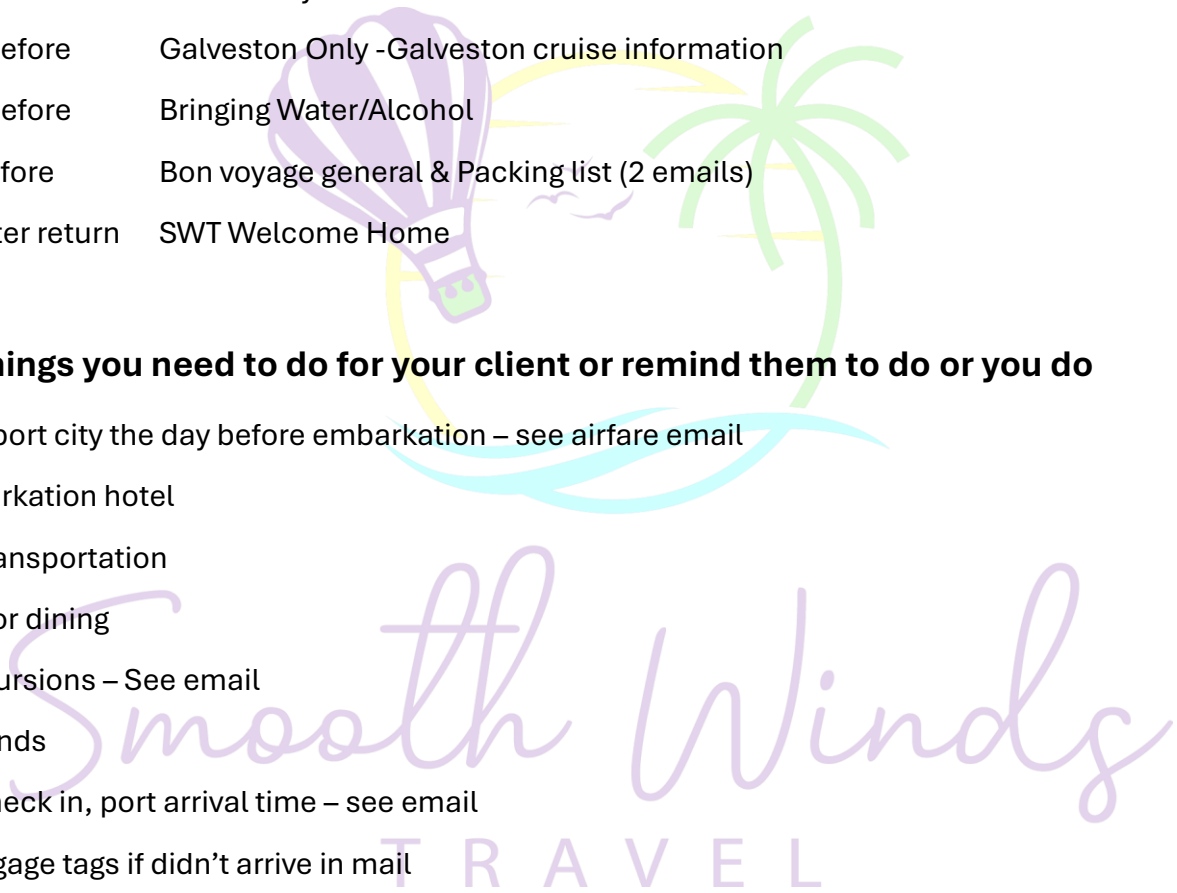 efore Galveston Only -Galveston cruise information
efore Bringing Water/Alcohol
fore Bon voyage general & Packing list (2 emails)
ter return SWT Welcome Home
ings you need to do for your client or remind them to do or you do
port city the day before embarkation – see airfare email
rkation hotel
ansportation
or dining
ursions – See email
nds
eck in, port arrival time – see email
gage tags if didn’t arrive in mail
Smooth Winds
TRAVEL